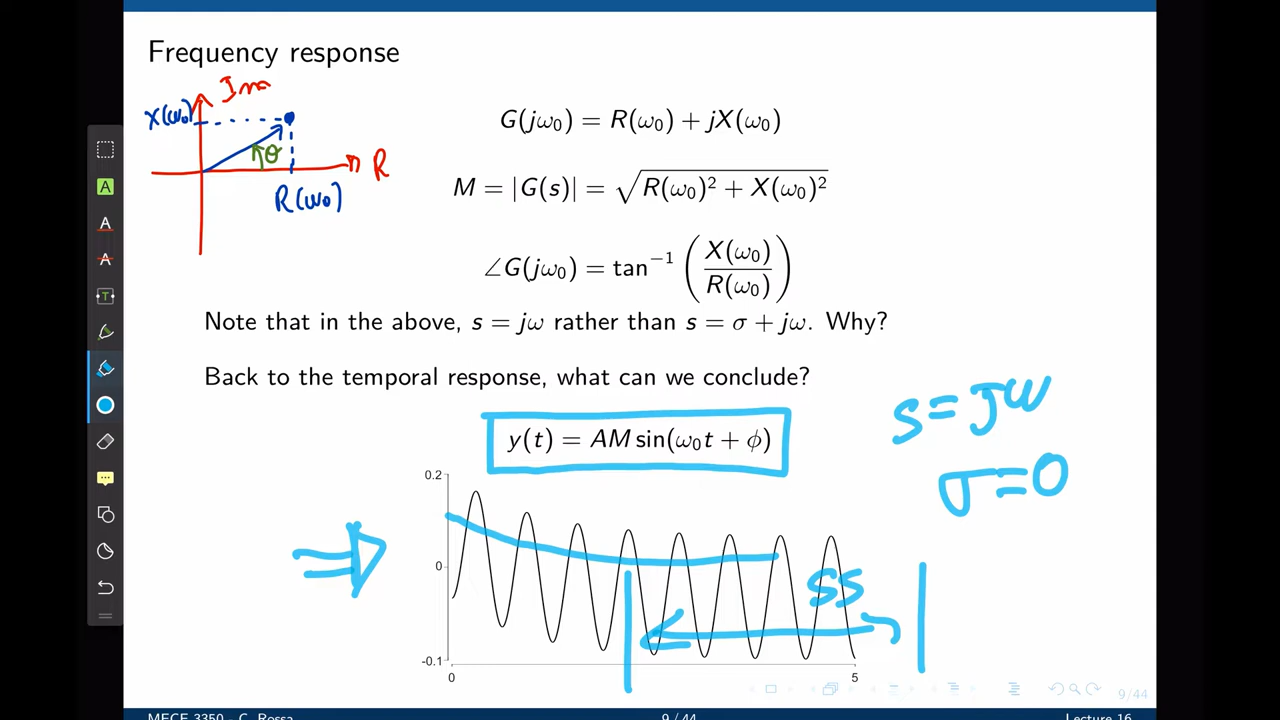 Frequency response
Im
X(ω₀)
θ
R
R(ω₀)
G(jω₀) = R(ω₀) + jX(ω₀)
M = |G(s)| = √(R(ω₀)² + X(ω₀)²)
∠G(jω₀) = tan⁻¹ (X(ω₀) / R(ω₀))
Note that in the above, s = jω rather than s = σ + jω. Why?
Back to the temporal response, what can we conclude?
s = jω
y(t) = AM sin(ω₀t + ϕ)
σ = 0
0.2
0
SS
-0.1
0
5
9/44
MECE 3350 - C. Rossa
9 / 44
Lecture 16